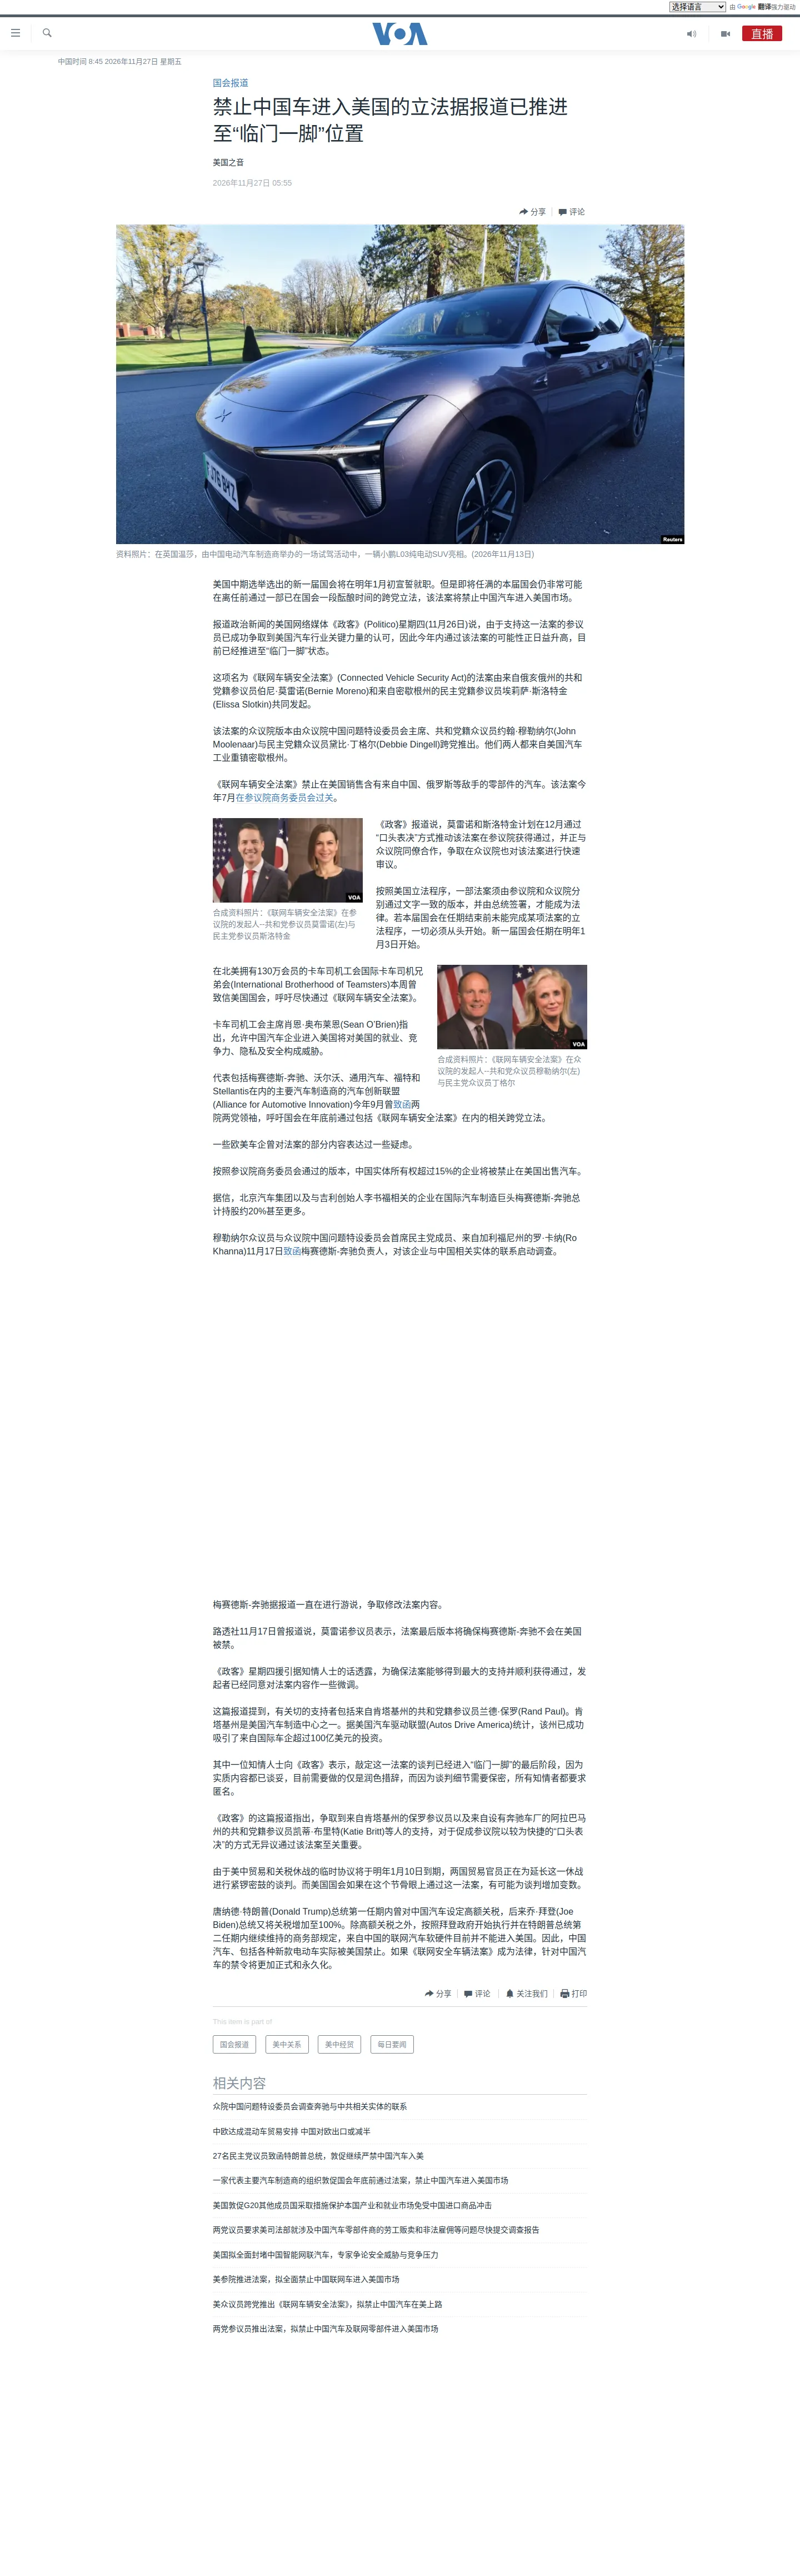 选择语言 由 Google 翻译强力驱动
VOA
直播
中国时间 8:45 2026年11月27日 星期五
国会报道
禁止中国车进入美国的立法据报道已推进
至“临门一脚”位置
美国之音
2026年11月27日 05:55
分享 评论
Reuters
资料照片：在英国温莎，由中国电动汽车制造商举办的一场试驾活动中，一辆小鹏L03纯电动SUV亮相。(2026年11月13日)
美国中期选举选出的新一届国会将在明年1月初宣誓就职。但是即将任满的本届国会仍非常可能
在离任前通过一部已在国会一段酝酿时间的跨党立法，该法案将禁止中国汽车进入美国市场。
报道政治新闻的美国网络媒体《政客》(Politico)星期四(11月26日)说，由于支持这一法案的参议
员已成功争取到美国汽车行业关键力量的认可，因此今年内通过该法案的可能性正日益升高，目
前已经推进至“临门一脚”状态。
这项名为《联网车辆安全法案》(Connected Vehicle Security Act)的法案由来自俄亥俄州的共和
党籍参议员伯尼·莫雷诺(Bernie Moreno)和来自密歇根州的民主党籍参议员埃莉萨·斯洛特金
(Elissa Slotkin)共同发起。
该法案的众议院版本由众议院中国问题特设委员会主席、共和党籍众议员约翰·穆勒纳尔(John
Moolenaar)与民主党籍众议员黛比·丁格尔(Debbie Dingell)跨党推出。他们两人都来自美国汽车
工业重镇密歇根州。
《联网车辆安全法案》禁止在美国销售含有来自中国、俄罗斯等敌手的零部件的汽车。该法案今
年7月在参议院商务委员会过关。
VOA
合成资料照片:《联网车辆安全法案》在参
议院的发起人--共和党参议员莫雷诺(左)与
民主党参议员斯洛特金
《政客》报道说，莫雷诺和斯洛特金计划在12月通过
“口头表决”方式推动该法案在参议院获得通过，并正与
众议院同僚合作，争取在众议院也对该法案进行快速
审议。
按照美国立法程序，一部法案须由参议院和众议院分
别通过文字一致的版本，并由总统签署，才能成为法
律。若本届国会在任期结束前未能完成某项法案的立
法程序，一切必须从头开始。新一届国会任期在明年1
月3日开始。
VOA
合成资料照片:《联网车辆安全法案》在众
议院的发起人--共和党众议员穆勒纳尔(左)
与民主党众议员丁格尔
在北美拥有130万会员的卡车司机工会国际卡车司机兄
弟会(International Brotherhood of Teamsters)本周曾
致信美国国会，呼吁尽快通过《联网车辆安全法案》。
卡车司机工会主席肖恩·奥布莱恩(Sean O’Brien)指
出，允许中国汽车企业进入美国将对美国的就业、竞
争力、隐私及安全构成威胁。
代表包括梅赛德斯-奔驰、沃尔沃、通用汽车、福特和
Stellantis在内的主要汽车制造商的汽车创新联盟
(Alliance for Automotive Innovation)今年9月曾致函两
院两党领袖，呼吁国会在年底前通过包括《联网车辆安全法案》在内的相关跨党立法。
一些欧美车企曾对法案的部分内容表达过一些疑虑。
按照参议院商务委员会通过的版本，中国实体所有权超过15%的企业将被禁止在美国出售汽车。
据信，北京汽车集团以及与吉利创始人李书福相关的企业在国际汽车制造巨头梅赛德斯-奔驰总
计持股约20%甚至更多。
穆勒纳尔众议员与众议院中国问题特设委员会首席民主党成员、来自加利福尼州的罗·卡纳(Ro
Khanna)11月17日致函梅赛德斯-奔驰负责人，对该企业与中国相关实体的联系启动调查。
梅赛德斯-奔驰据报道一直在进行游说，争取修改法案内容。
路透社11月17日曾报道说，莫雷诺参议员表示，法案最后版本将确保梅赛德斯-奔驰不会在美国
被禁。
《政客》星期四援引据知情人士的话透露，为确保法案能够得到最大的支持并顺利获得通过，发
起者已经同意对法案内容作一些微调。
这篇报道提到，有关切的支持者包括来自肯塔基州的共和党籍参议员兰德·保罗(Rand Paul)。肯
塔基州是美国汽车制造中心之一。据美国汽车驱动联盟(Autos Drive America)统计，该州已成功
吸引了来自国际车企超过100亿美元的投资。
其中一位知情人士向《政客》表示，敲定这一法案的谈判已经进入“临门一脚”的最后阶段，因为
实质内容都已谈妥，目前需要做的仅是润色措辞，而因为谈判细节需要保密，所有知情者都要求
匿名。
《政客》的这篇报道指出，争取到来自肯塔基州的保罗参议员以及来自设有奔驰车厂的阿拉巴马
州的共和党籍参议员凯蒂·布里特(Katie Britt)等人的支持，对于促成参议院以较为快捷的“口头表
决”的方式无异议通过该法案至关重要。
由于美中贸易和关税休战的临时协议将于明年1月10日到期，两国贸易官员正在为延长这一休战
进行紧锣密鼓的谈判。而美国国会如果在这个节骨眼上通过这一法案，有可能为谈判增加变数。
唐纳德·特朗普(Donald Trump)总统第一任期内曾对中国汽车设定高额关税，后来乔·拜登(Joe
Biden)总统又将关税增加至100%。除高额关税之外，按照拜登政府开始执行并在特朗普总统第
二任期内继续维持的商务部规定，来自中国的联网汽车软硬件目前并不能进入美国。因此，中国
汽车、包括各种新款电动车实际被美国禁止。如果《联网安全车辆法案》成为法律，针对中国汽
车的禁令将更加正式和永久化。
分享 评论 关注我们 打印
This item is part of
国会报道 美中关系 美中经贸 每日要闻
相关内容
众院中国问题特设委员会调查奔驰与中共相关实体的联系
中欧达成混动车贸易安排 中国对欧出口或减半
27名民主党议员致函特朗普总统，敦促继续严禁中国汽车入美
一家代表主要汽车制造商的组织敦促国会年底前通过法案，禁止中国汽车进入美国市场
美国敦促G20其他成员国采取措施保护本国产业和就业市场免受中国进口商品冲击
两党议员要求美司法部就涉及中国汽车零部件商的劳工贩卖和非法雇佣等问题尽快提交调查报告
美国拟全面封堵中国智能网联汽车，专家争论安全威胁与竞争压力
美参院推进法案，拟全面禁止中国联网车进入美国市场
美众议员跨党推出《联网车辆安全法案》，拟禁止中国汽车在美上路
两党参议员推出法案，拟禁止中国汽车及联网零部件进入美国市场